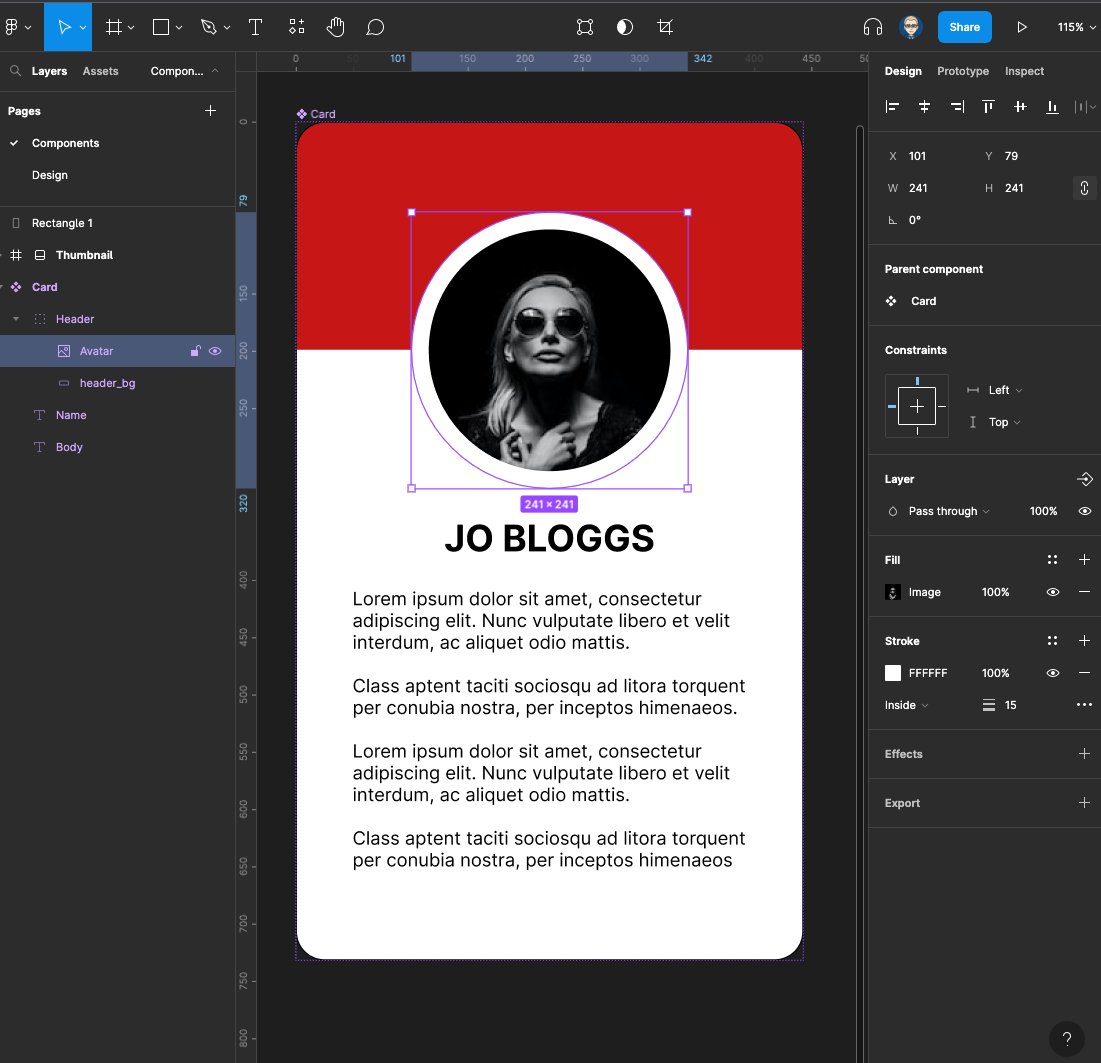 Share
115%
Layers
Assets
Compon...
Design
Prototype
Inspect
Pages
Components
Design
Rectangle 1
Thumbnail
Card
Header
Avatar
header_bg
Name
Body
0
50
101
150
200
250
300
342
400
450
50
0
79
150
200
250
320
400
450
500
550
600
650
700
750
800
Card
241 × 241
JO BLOGGS
Lorem ipsum dolor sit amet, consectetur
adipiscing elit. Nunc vulputate libero et velit
interdum, ac aliquet odio mattis.
Class aptent taciti sociosqu ad litora torquent
per conubia nostra, per inceptos himenaeos.
Lorem ipsum dolor sit amet, consectetur
adipiscing elit. Nunc vulputate libero et velit
interdum, ac aliquet odio mattis.
Class aptent taciti sociosqu ad litora torquent
per conubia nostra, per inceptos himenaeos
X 101 Y 79
W 241 H 241
0°
Parent component
Card
Constraints
Left
Top
Layer
Pass through 100%
Fill
Image 100%
Stroke
FFFFFF 100%
Inside 15
Effects
Export
?